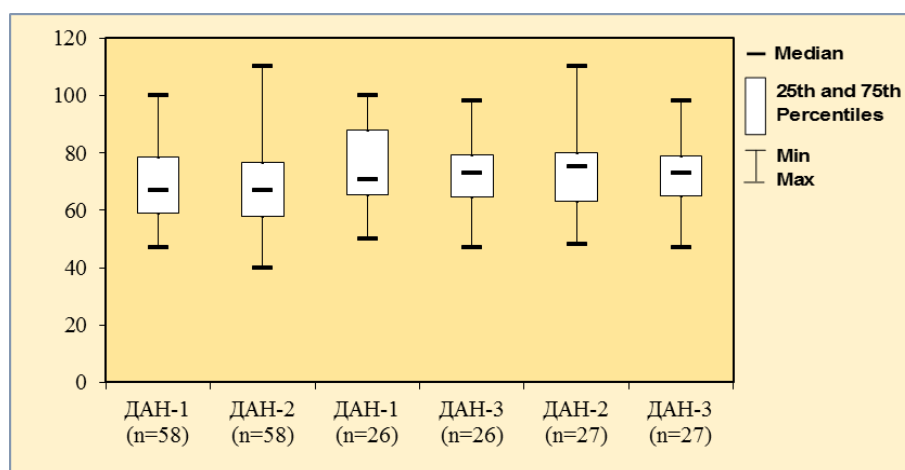 120
100
80
60
40
20
0
ДАН-1 (n=58)
ДАН-2 (n=58)
ДАН-1 (n=26)
ДАН-3 (n=26)
ДАН-2 (n=27)
ДАН-3 (n=27)
Median
25th and 75th
Percentiles
Min
Max